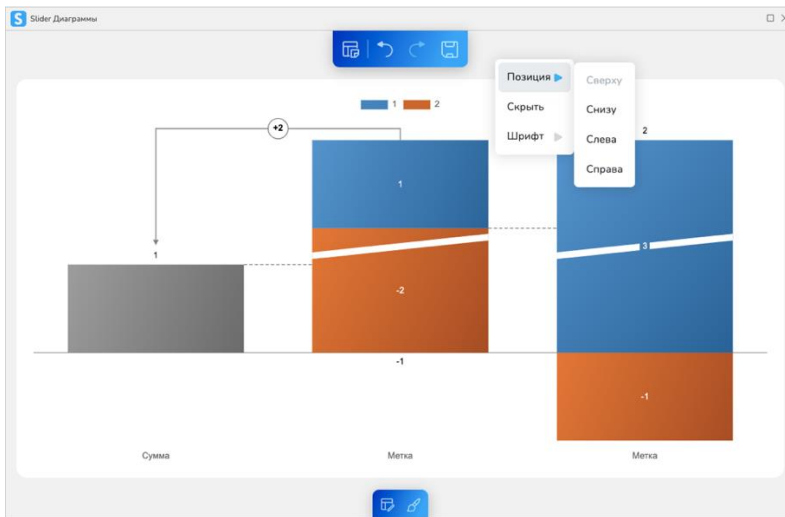 Slider Диаграммы
1 2
Позиция
Скрыть
Шрифт
Сверху
Снизу
Слева
Справа
+2
2
1
1
3
-2
-1
-1
Сумма
Метка
Метка